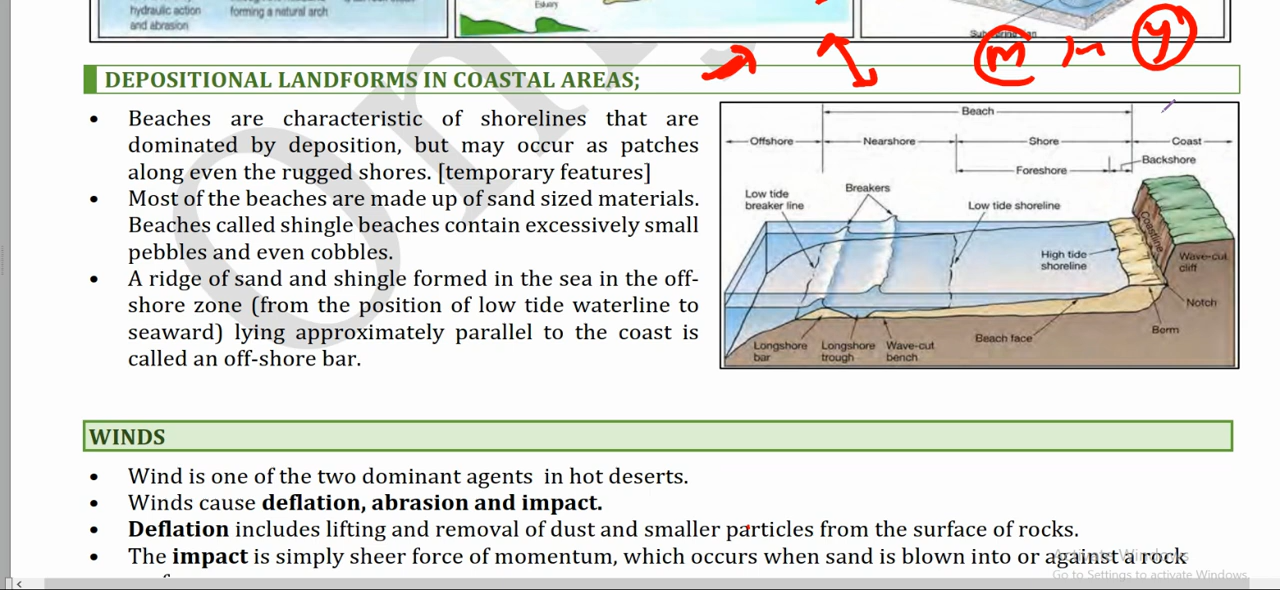 hydraulic action
forming a natural arch
and abrasion
Estuary
m
y
DEPOSITIONAL LANDFORMS IN COASTAL AREAS;
• Beaches are characteristic of shorelines that are
dominated by deposition, but may occur as patches
along even the rugged shores. [temporary features]
• Most of the beaches are made up of sand sized materials.
Beaches called shingle beaches contain excessively small
pebbles and even cobbles.
• A ridge of sand and shingle formed in the sea in the off-
shore zone (from the position of low tide waterline to
seaward) lying approximately parallel to the coast is
called an off-shore bar.
Beach
Offshore
Nearshore
Shore
Coast
Foreshore
Backshore
Low tide
breaker line
Breakers
Low tide shoreline
Coastline
High tide
shoreline
Wave-cut
cliff
Notch
Berm
Beach face
Longshore
bar
Longshore
trough
Wave-cut
bench
WINDS
• Wind is one of the two dominant agents in hot deserts.
• Winds cause deflation, abrasion and impact.
• Deflation includes lifting and removal of dust and smaller particles from the surface of rocks.
• The impact is simply sheer force of momentum, which occurs when sand is blown into or against a rock
Activate Windows
Go to Settings to activate Windows.